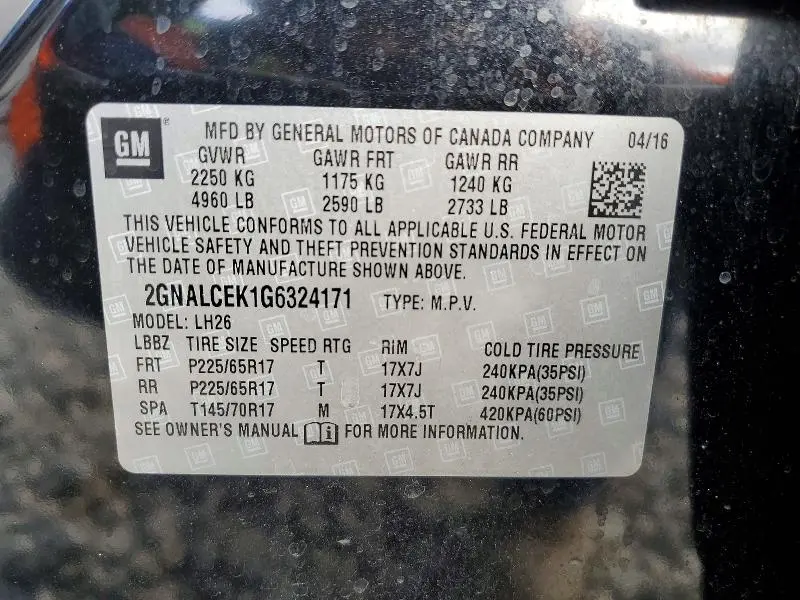 GM ® MFD BY GENERAL MOTORS OF CANADA COMPANY 04/16
GVWR GAWR FRT GAWR RR
2250 KG 1175 KG 1240 KG
4960 LB 2590 LB 2733 LB
THIS VEHICLE CONFORMS TO ALL APPLICABLE U.S. FEDERAL MOTOR
VEHICLE SAFETY AND THEFT PREVENTION STANDARDS IN EFFECT ON
THE DATE OF MANUFACTURE SHOWN ABOVE.
2GNALCEK1G6324171 TYPE: M.P.V.
MODEL: LH26
LBBZ TIRE SIZE SPEED RTG RIM COLD TIRE PRESSURE
FRT P225/65R17 T 17X7J 240KPA(35PSI)
RR P225/65R17 T 17X7J 240KPA(35PSI)
SPA T145/70R17 M 17X4.5T 420KPA(60PSI)
SEE OWNER'S MANUAL i FOR MORE INFORMATION.